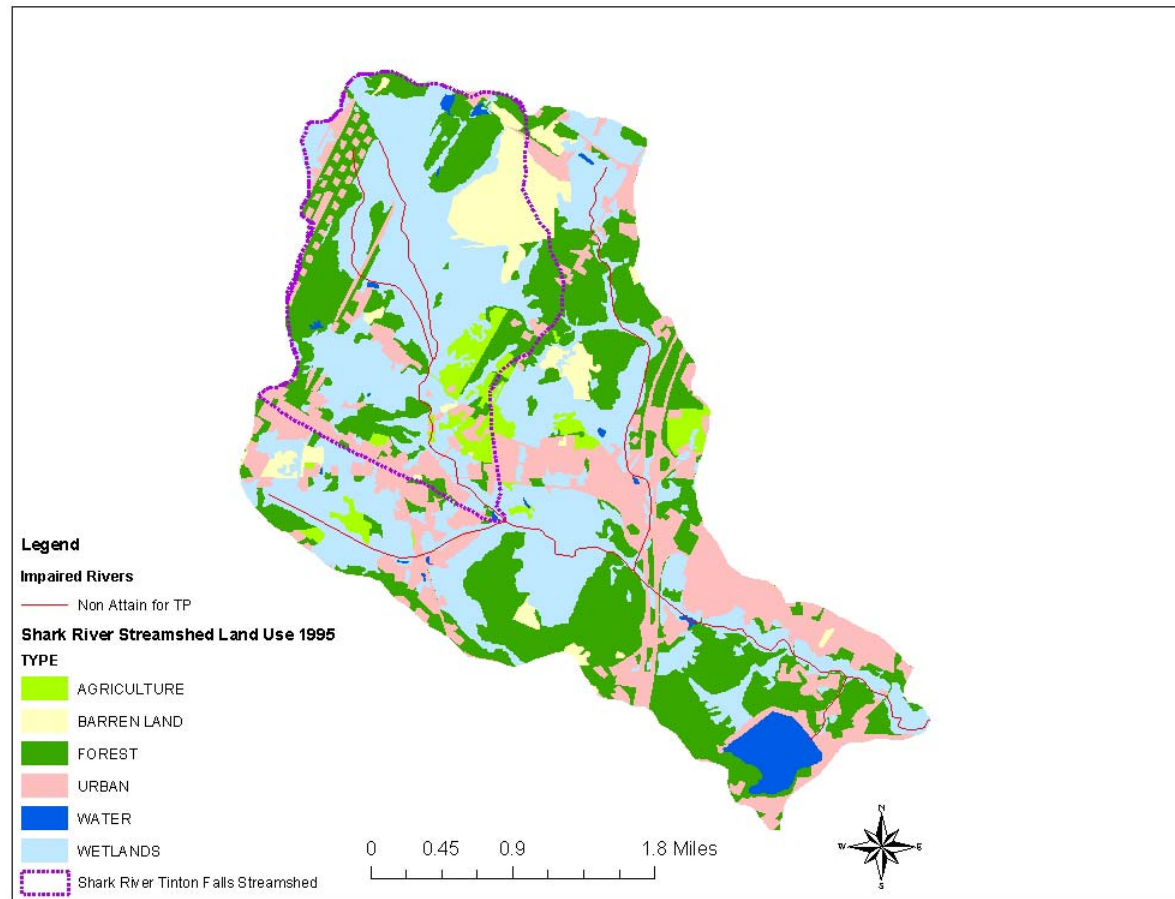 Legend
Impaired Rivers
Non Attain for TP
Shark River Streamshed Land Use 1995
TYPE
AGRICULTURE
BARREN LAND
FOREST
URBAN
WATER
WETLANDS
Shark River Tinton Falls Streamshed
0 0.45 0.9 1.8 Miles
N
W E
S